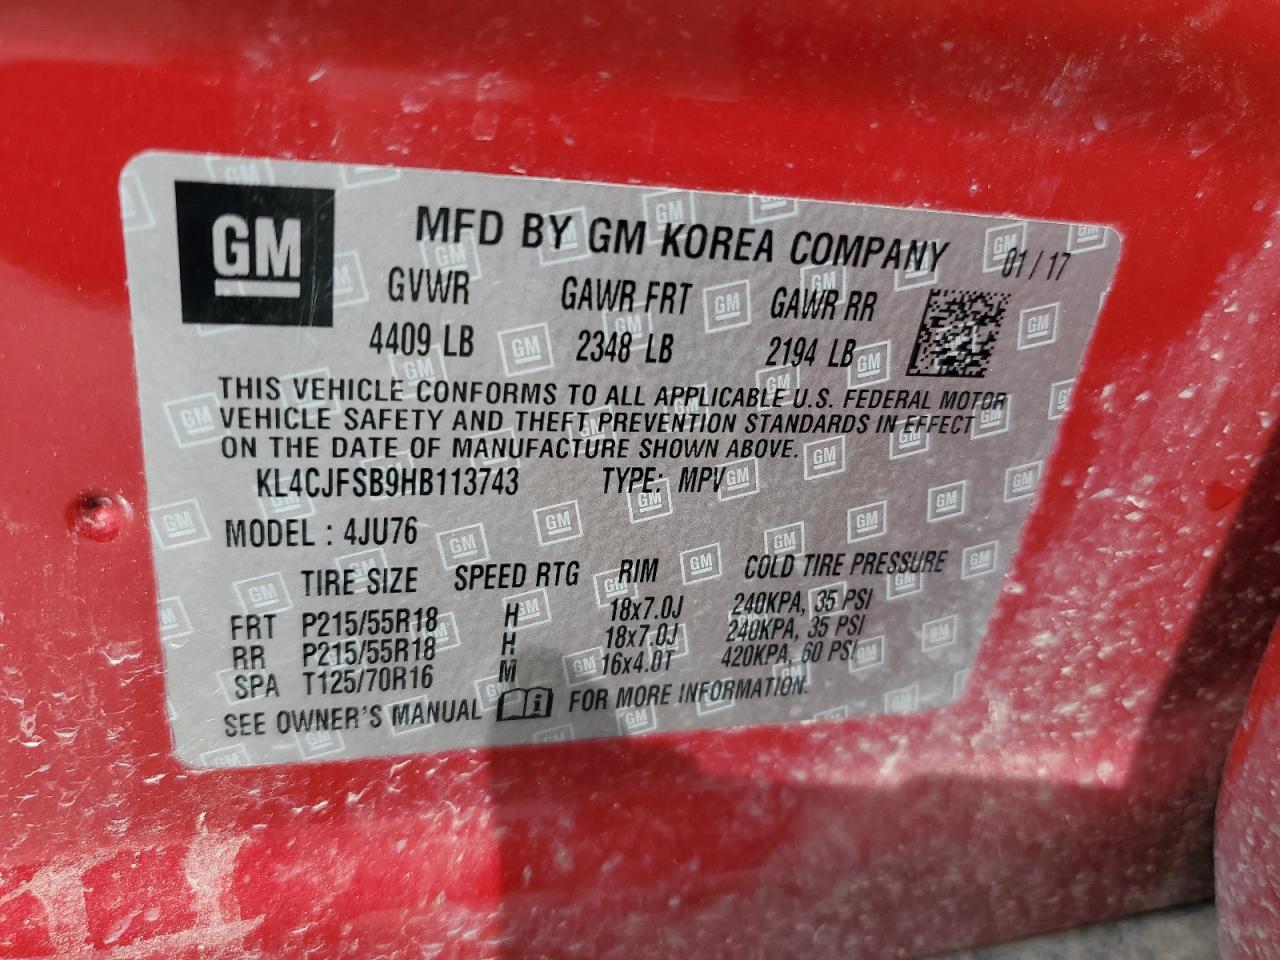 GM
MFD BY GM KOREA COMPANY 01/17
GVWR GAWR FRT GAWR RR
4409 LB 2348 LB 2194 LB
THIS VEHICLE CONFORMS TO ALL APPLICABLE U.S. FEDERAL MOTOR
VEHICLE SAFETY AND THEFT PREVENTION STANDARDS IN EFFECT
ON THE DATE OF MANUFACTURE SHOWN ABOVE.
KL4CJFSB9HB113743 TYPE: MPV
MODEL : 4JU76
TIRE SIZE SPEED RTG RIM COLD TIRE PRESSURE
FRT P215/55R18 H 18x7.0J 240KPA, 35 PSI
RR P215/55R18 H 18x7.0J 240KPA, 35 PSI
SPA T125/70R16 M 16x4.0T 420KPA, 60 PSI
SEE OWNER'S MANUAL i FOR MORE INFORMATION.